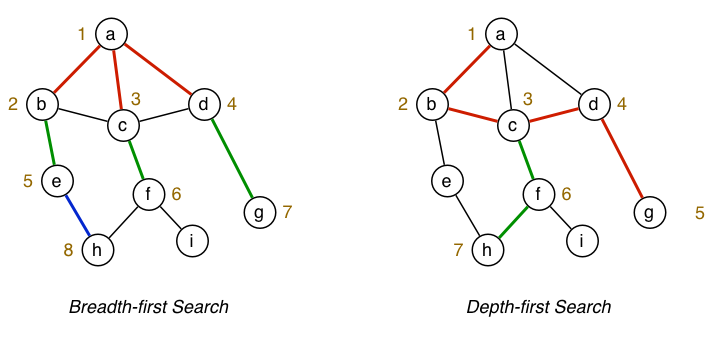 1 a
2 b
3
c
d 4
5 e
f 6
g 7
8 h
i
Breadth-first Search
1 a
2 b
3
c
d 4
e
f 6
g 5
7 h
i
Depth-first Search